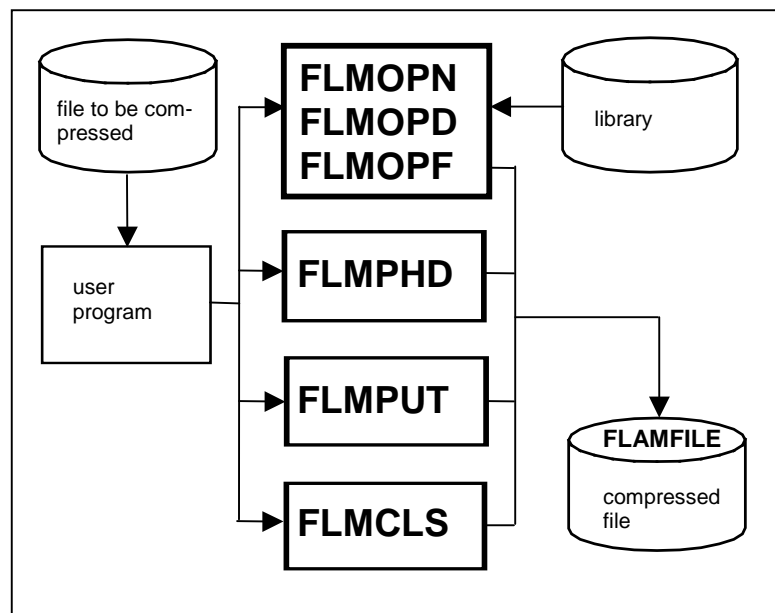 file to be com-
pressed
FLMOPN
FLMOPD
FLMOPF
library
user
program
FLMPHD
FLMPUT
FLMCLS
FLAMFILE
compressed
file